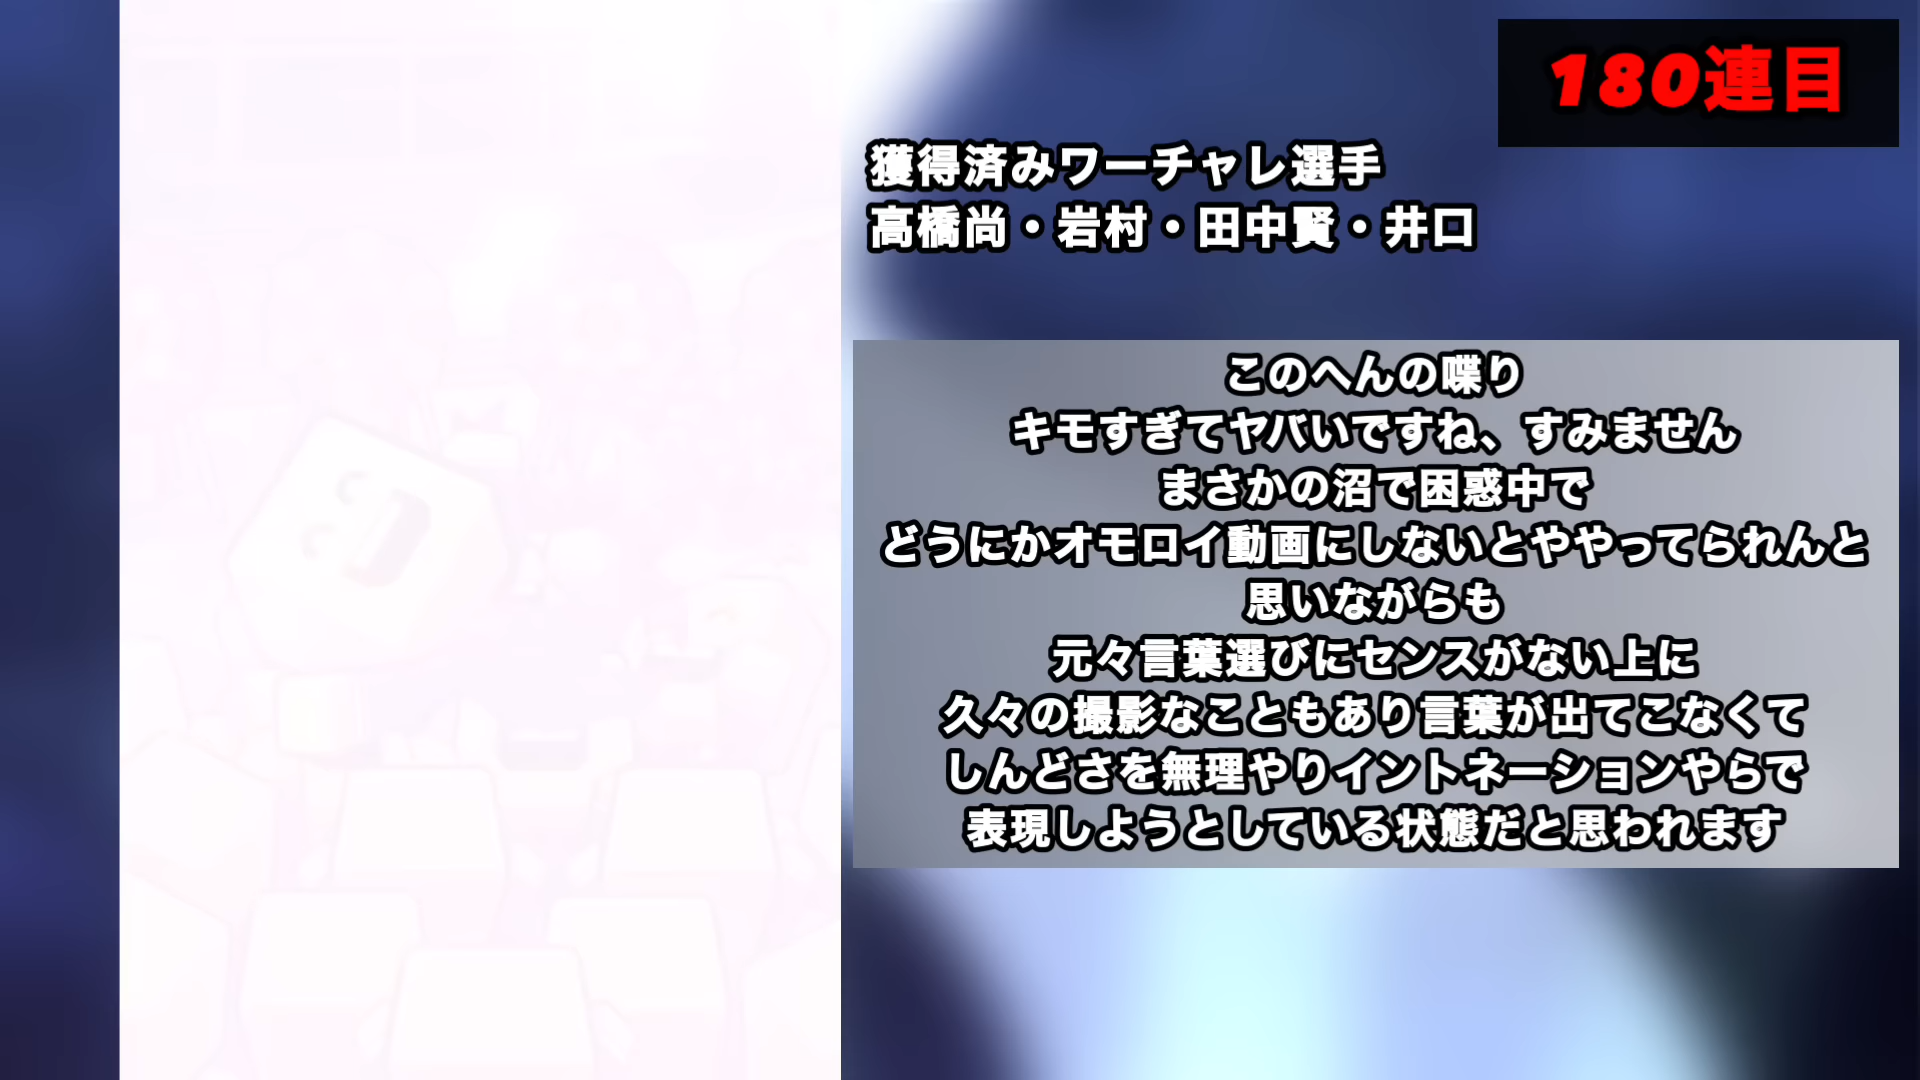 180連目
獲得済みワーチャレ選手
高橋尚・岩村・田中賢・井口
このへんの喋り
キモすぎてヤバいですね、すみません
まさかの沼で困惑中で
どうにかオモロイ動画にしないとややってられんと
思いながらも
元々言葉選びにセンスがない上に
久々の撮影なこともあり言葉が出てこなくて
しんどさを無理やりイントネーションやらで
表現しようとしている状態だと思われます